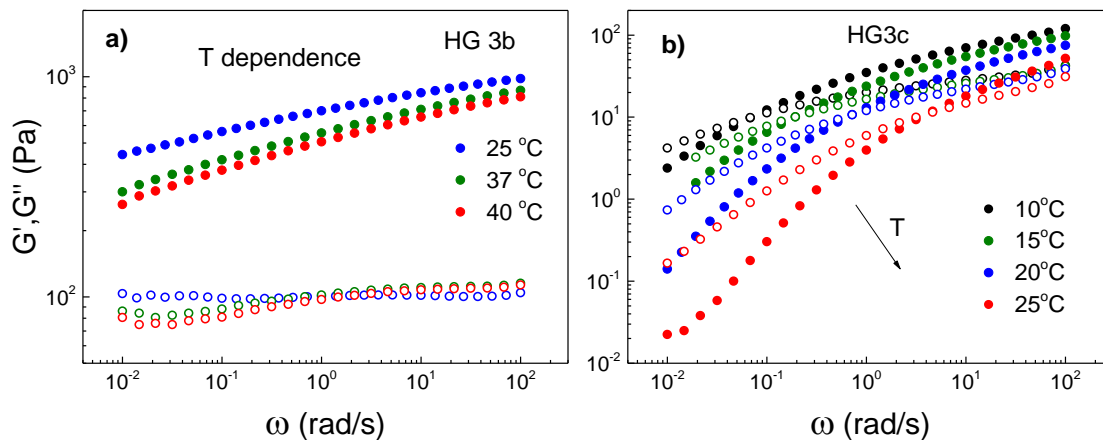 a)
T dependence
HG 3b
G',G'' (Pa)
10³
10²
25 °C
37 °C
40 °C
10⁻² 10⁻¹ 10⁰ 10¹ 10²
ω (rad/s)
b)
HG3c
10²
10¹
10⁰
10⁻¹
10⁻²
T
10°C
15°C
20°C
25°C
10⁻² 10⁻¹ 10⁰ 10¹ 10²
ω (rad/s)